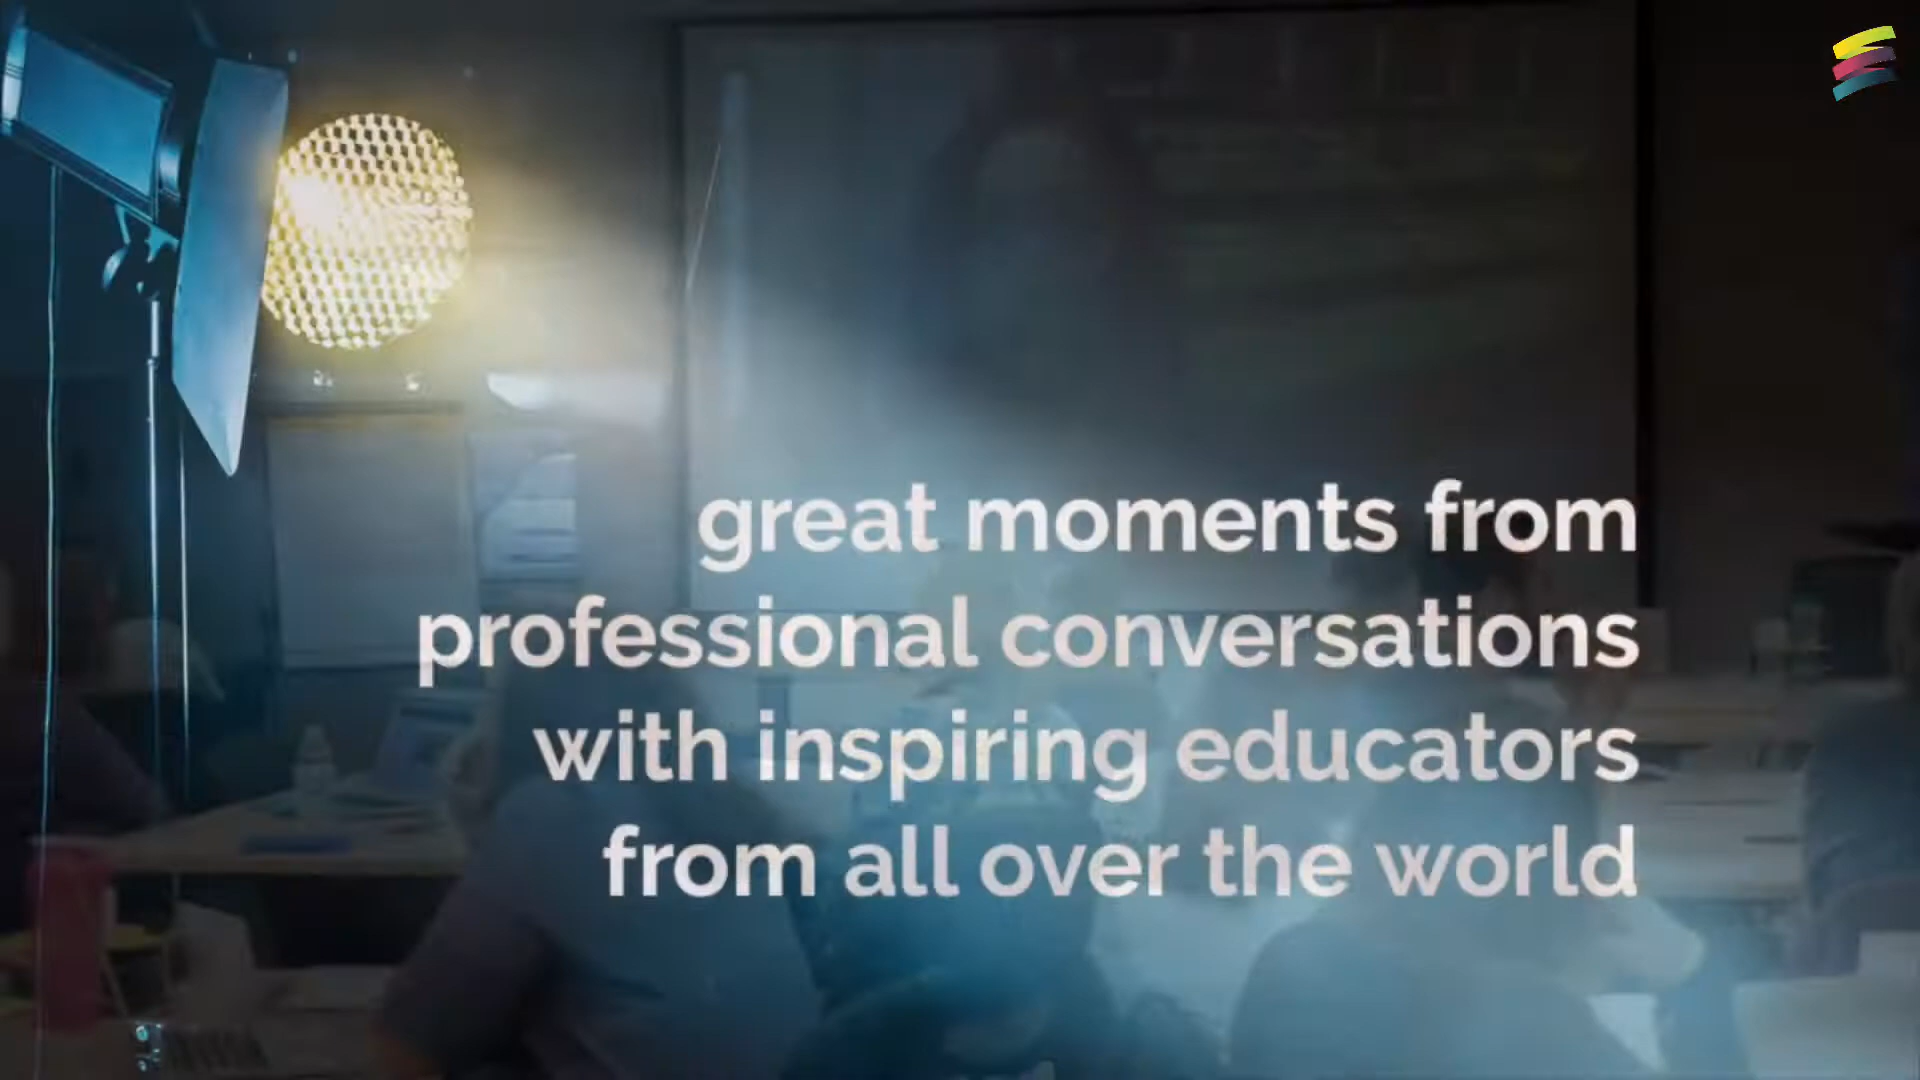 great moments from
professional conversations
with inspiring educators
from all over the world